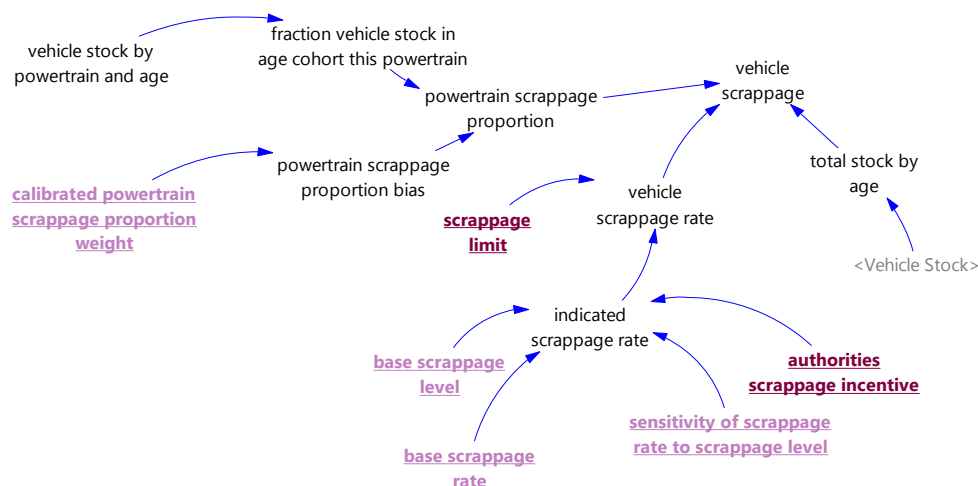 fraction vehicle stock in
age cohort this powertrain
vehicle stock by
powertrain and age
vehicle
scrappage
powertrain scrappage
proportion
powertrain scrappage
proportion bias
total stock by
age
calibrated powertrain
scrappage proportion
weight
vehicle
scrappage rate
scrappage
limit
<Vehicle Stock>
indicated
scrappage rate
base scrappage
level
authorities
scrappage incentive
sensitivity of scrappage
rate to scrappage level
base scrappage
rate